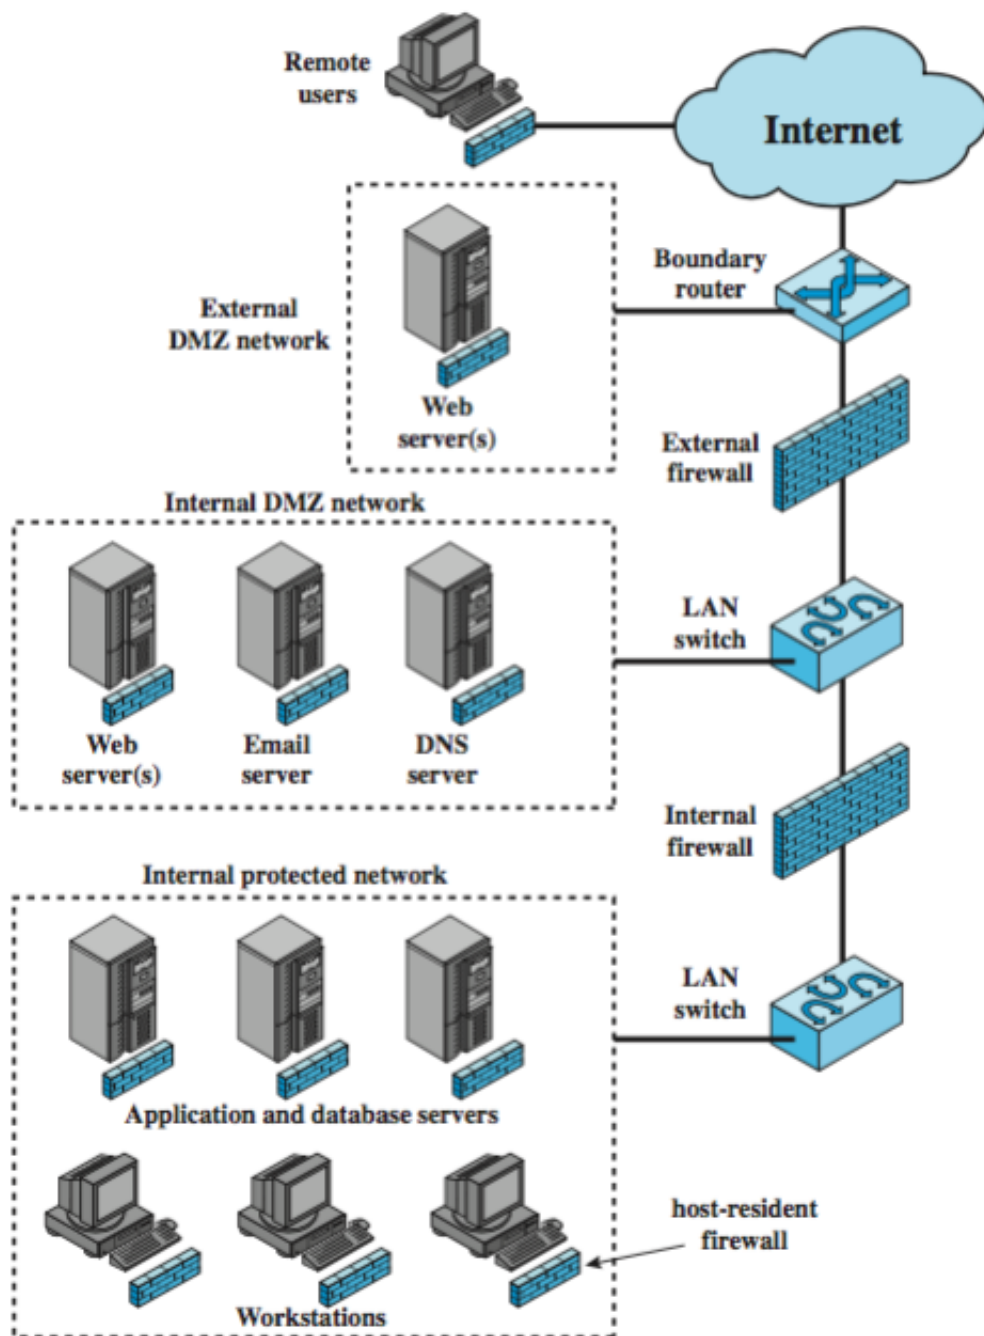 Remote
users
Internet
Boundary
router
External
DMZ network
Web
server(s)
External
firewall
Internal DMZ network
LAN
switch
Web
server(s)
Email
server
DNS
server
Internal
firewall
Internal protected network
LAN
switch
Application and database servers
host-resident
firewall
Workstations